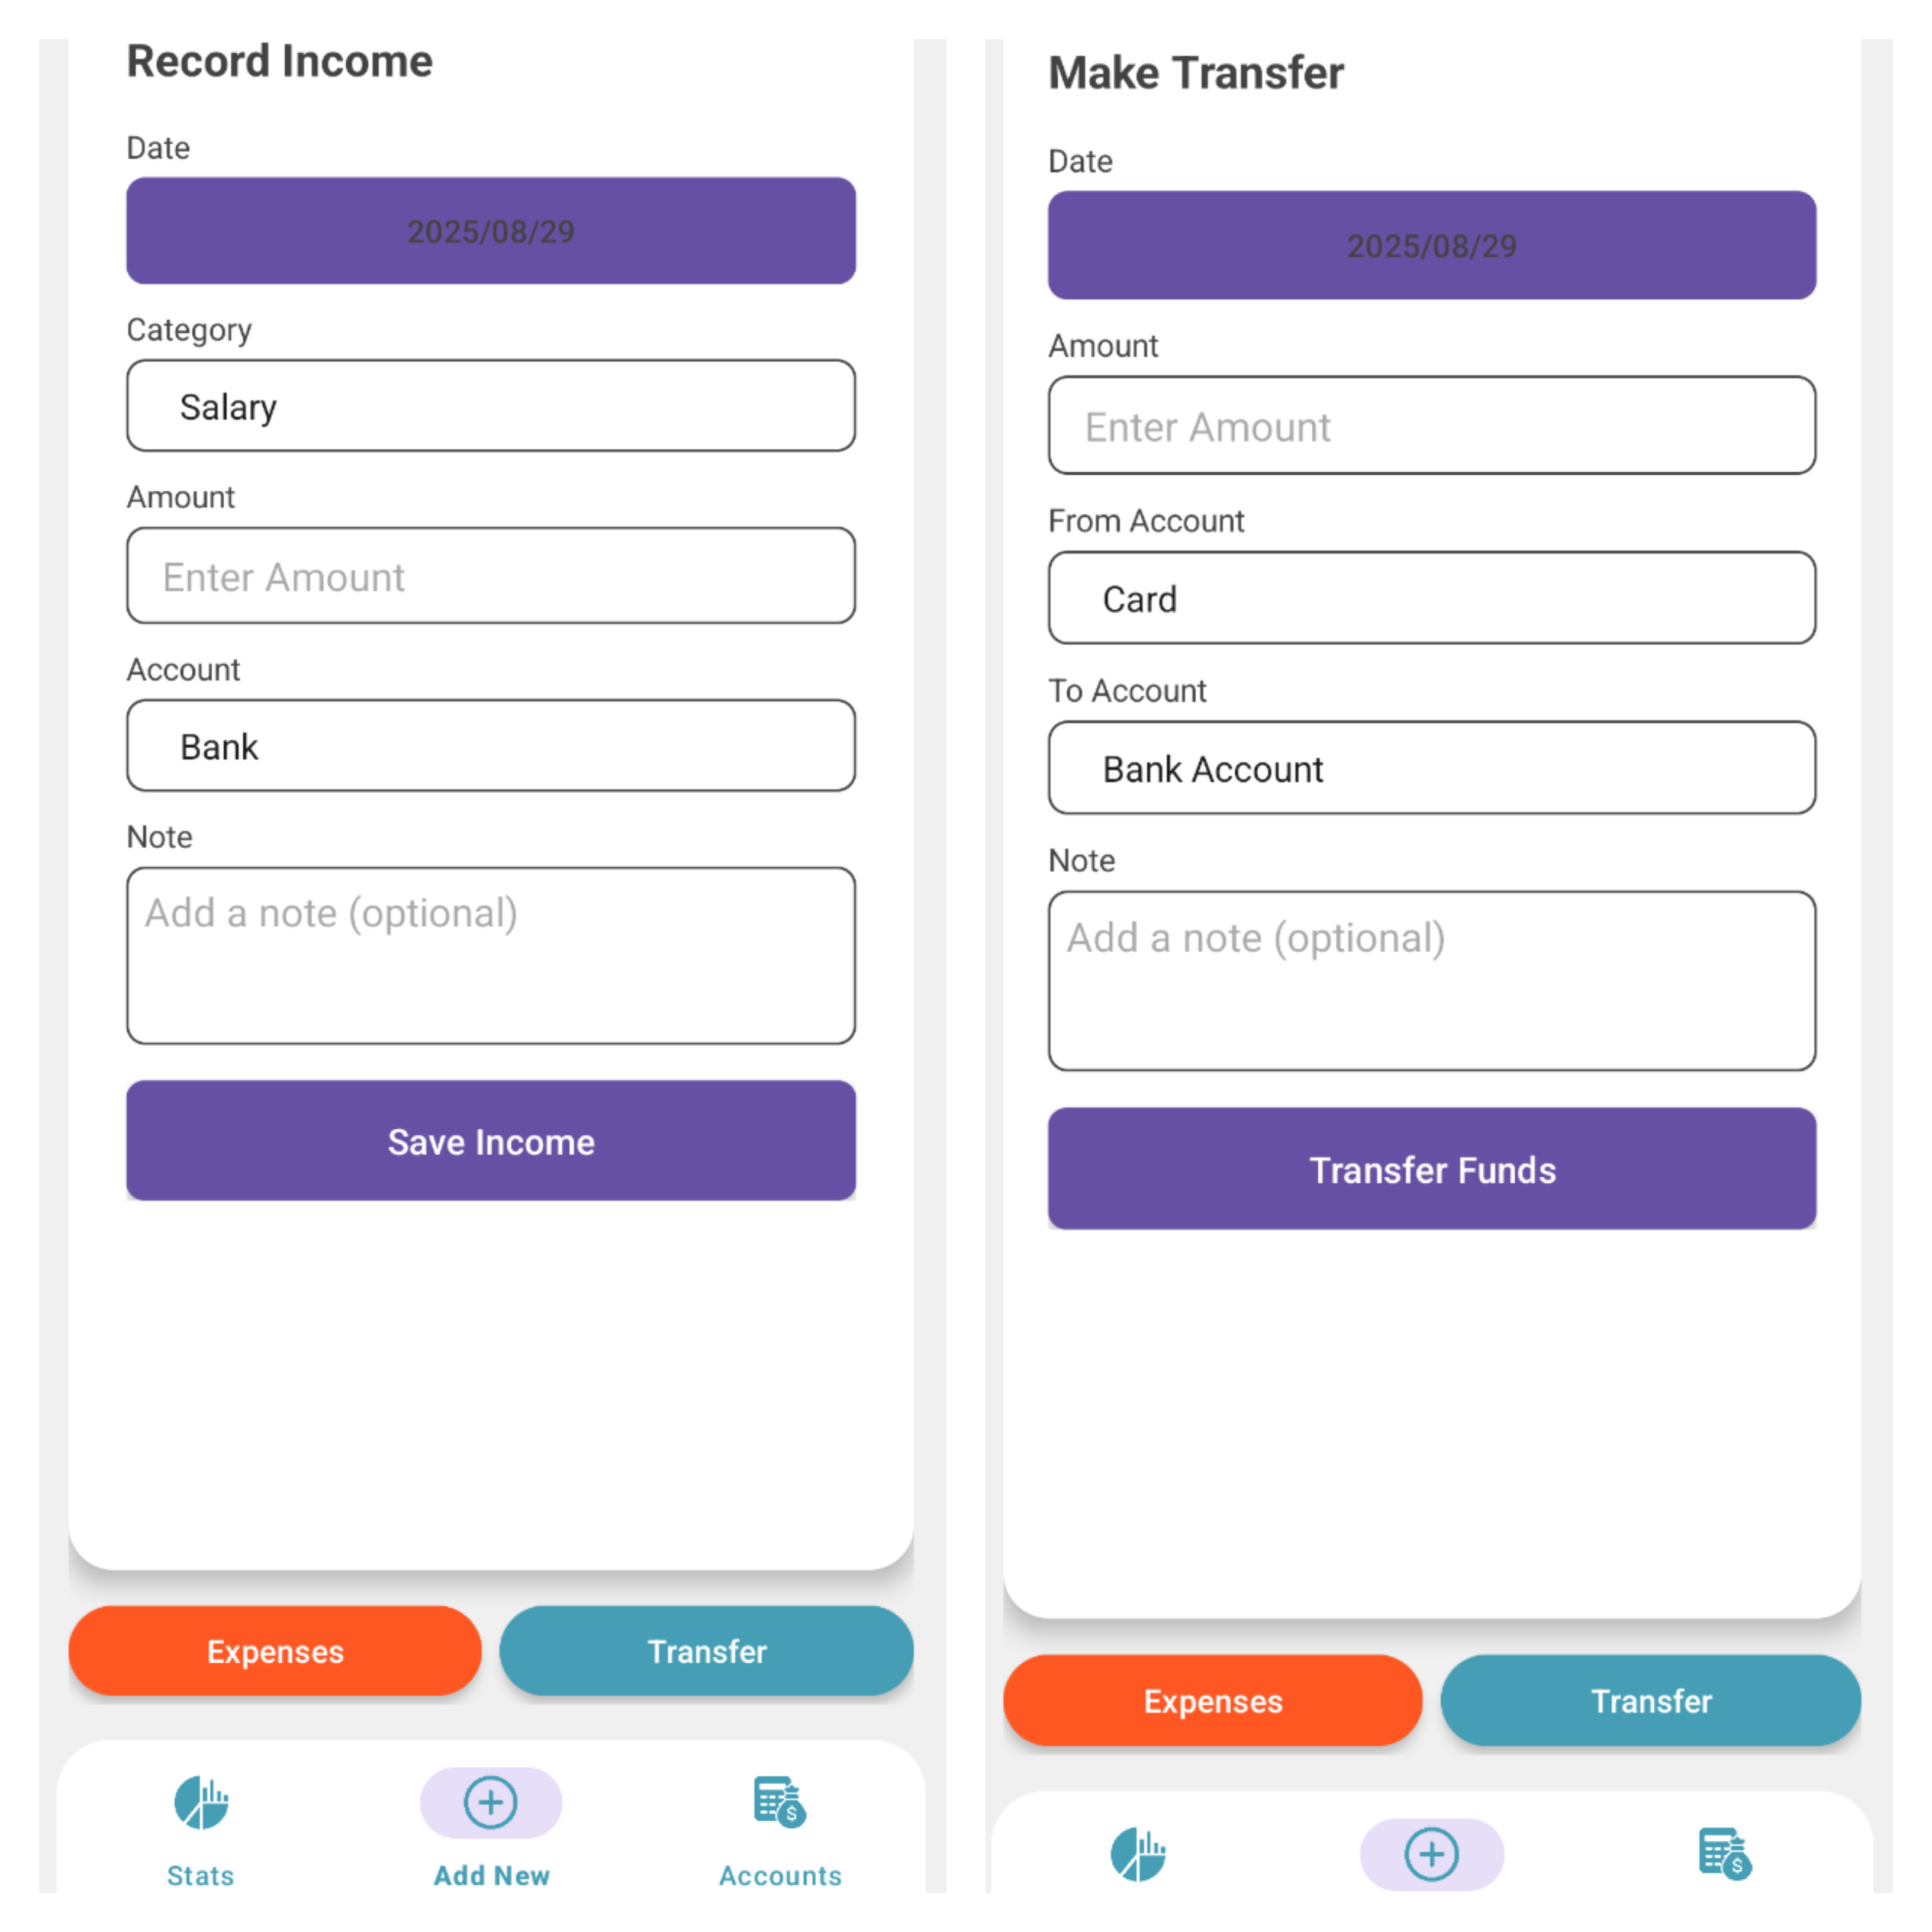 Record Income
Date
2025/08/29
Category
Salary
Amount
Enter Amount
Account
Bank
Note
Add a note (optional)
Save Income
Expenses
Transfer
Stats
Add New
Accounts
Make Transfer
Date
2025/08/29
Amount
Enter Amount
From Account
Card
To Account
Bank Account
Note
Add a note (optional)
Transfer Funds
Expenses
Transfer